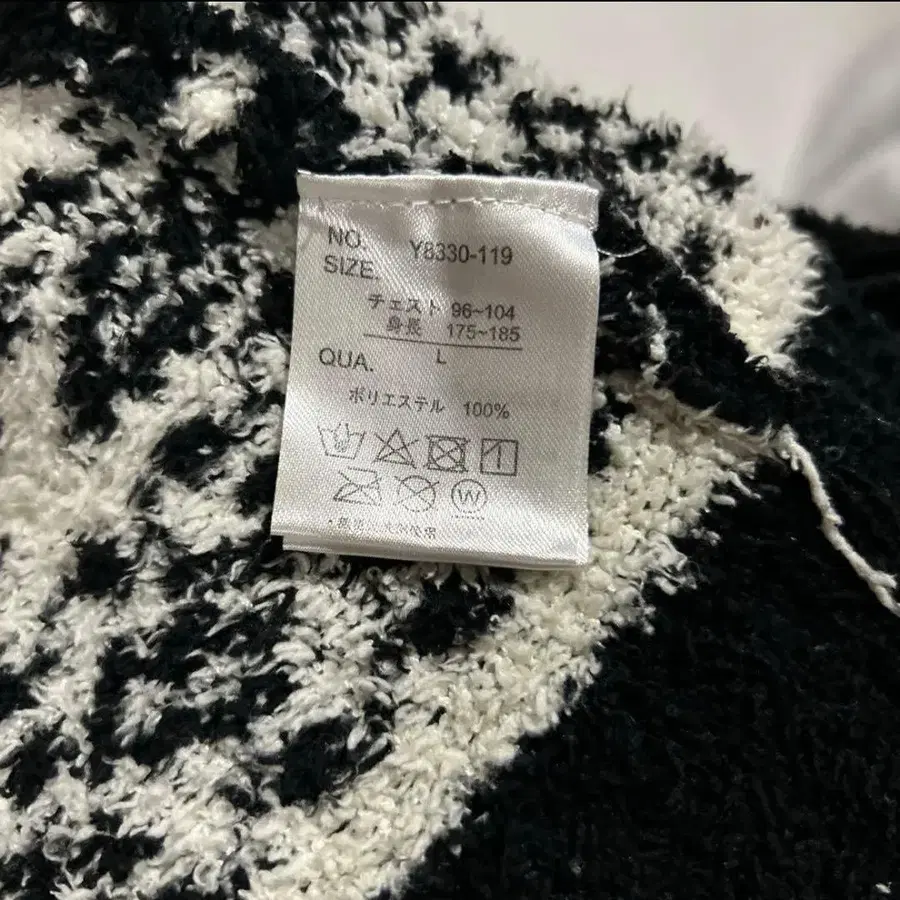 NO. Y8330-119
SIZE.
チェスト 96~104
身長 175~185
L
QUA.
ポリエステル 100%
W